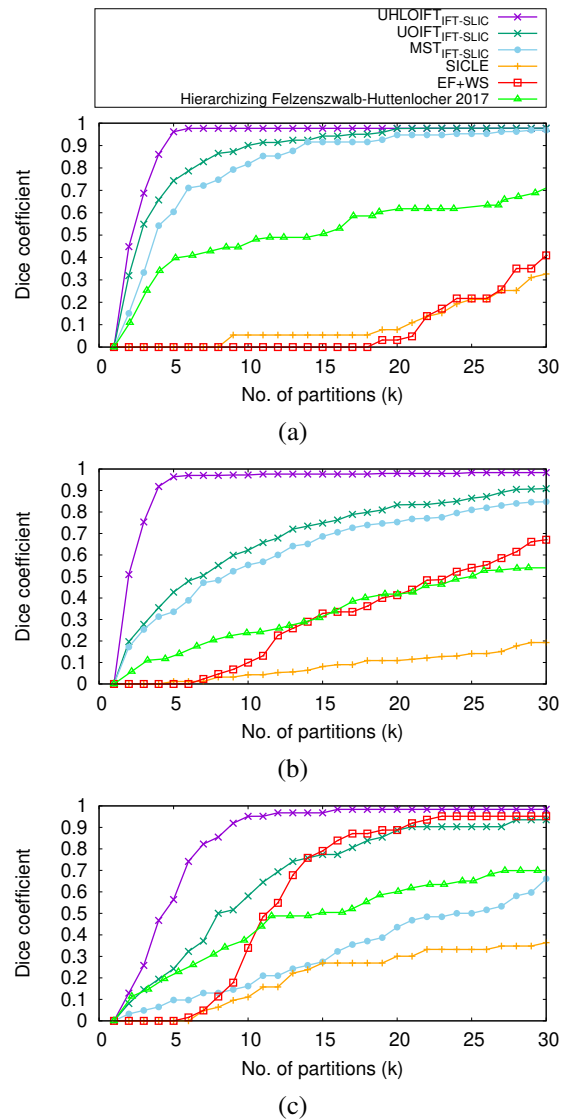 UHLOIFT_IFT-SLIC
UOIFT_IFT-SLIC
MST_IFT-SLIC
SICLE
EF+WS
Hierarchizing Felzenszwalb-Huttenlocher 2017
1
0.9
0.8
0.7
0.6
0.5
0.4
0.3
0.2
0.1
0
Dice coefficient
0 5 10 15 20 25 30
No. of partitions (k)
(a)
1
0.9
0.8
0.7
0.6
0.5
0.4
0.3
0.2
0.1
0
Dice coefficient
0 5 10 15 20 25 30
No. of partitions (k)
(b)
1
0.9
0.8
0.7
0.6
0.5
0.4
0.3
0.2
0.1
0
Dice coefficient
0 5 10 15 20 25 30
No. of partitions (k)
(c)